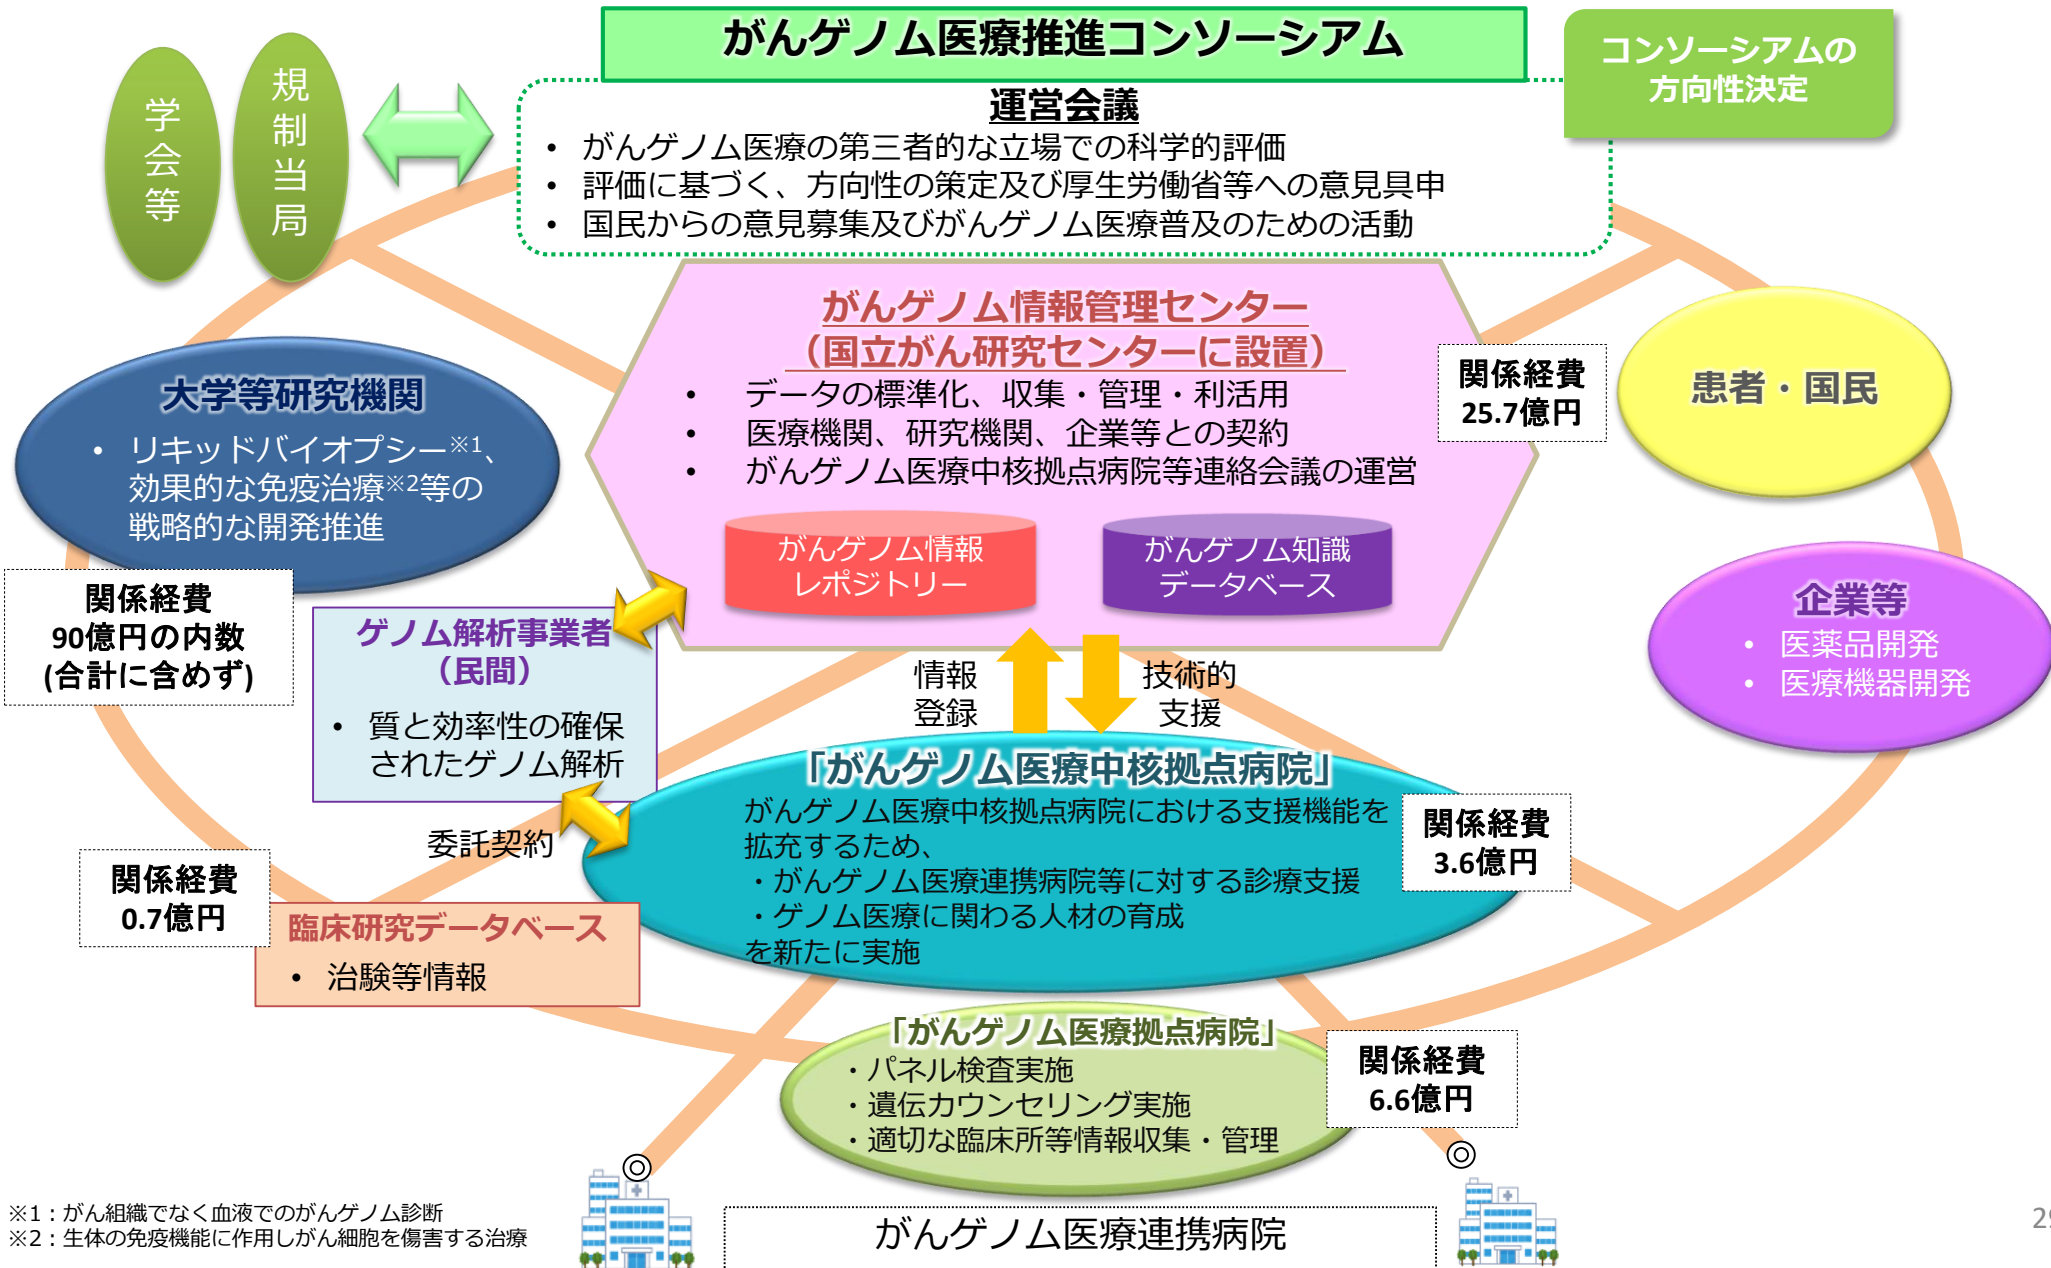 がんゲノム医療推進コンソーシアム
コンソーシアムの
方向性決定
学会等
規制当局
運営会議
• がんゲノム医療の第三者的な立場での科学的評価
• 評価に基づく、方向性の策定及び厚生労働省等への意見具申
• 国民からの意見募集及びがんゲノム医療普及のための活動
がんゲノム情報管理センター
（国立がん研究センターに設置）
• データの標準化、収集・管理・利活用
• 医療機関、研究機関、企業等との契約
• がんゲノム医療中核拠点病院等連絡会議の運営
がんゲノム情報
レポジトリー
がんゲノム知識
データベース
関係経費
25.7億円
患者・国民
大学等研究機関
• リキッドバイオプシー※1、
効果的な免疫治療※2等の
戦略的な開発推進
関係経費
90億円の内数
(合計に含めず)
ゲノム解析事業者
（民間）
• 質と効率性の確保
されたゲノム解析
企業等
• 医薬品開発
• 医療機器開発
情報
登録
技術的
支援
委託契約
「がんゲノム医療中核拠点病院」
がんゲノム医療中核拠点病院における支援機能を
拡充するため、
・がんゲノム医療連携病院等に対する診療支援
・ゲノム医療に関わる人材の育成
を新たに実施
関係経費
3.6億円
関係経費
0.7億円
臨床研究データベース
• 治験等情報
「がんゲノム医療拠点病院」
・パネル検査実施
・遺伝カウンセリング実施
・適切な臨床所等情報収集・管理
関係経費
6.6億円
◎
◎
がんゲノム医療連携病院
※1：がん組織でなく血液でのがんゲノム診断
※2：生体の免疫機能に作用しがん細胞を傷害する治療
29